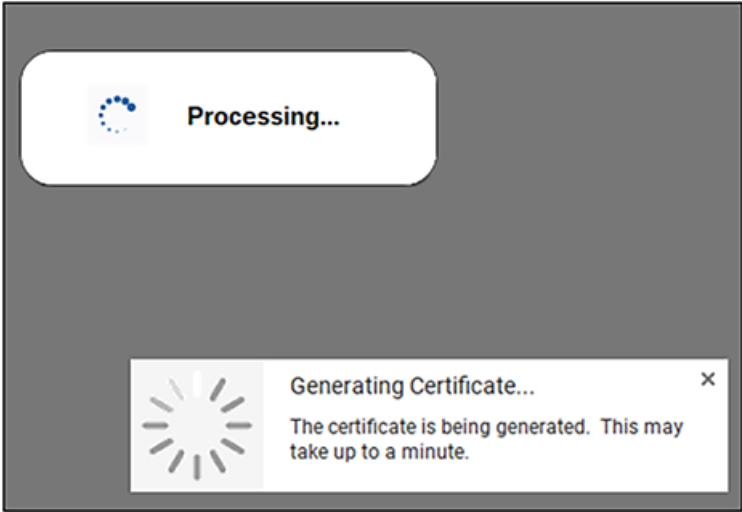 Processing...
Generating Certificate...
The certificate is being generated.  This may
take up to a minute.